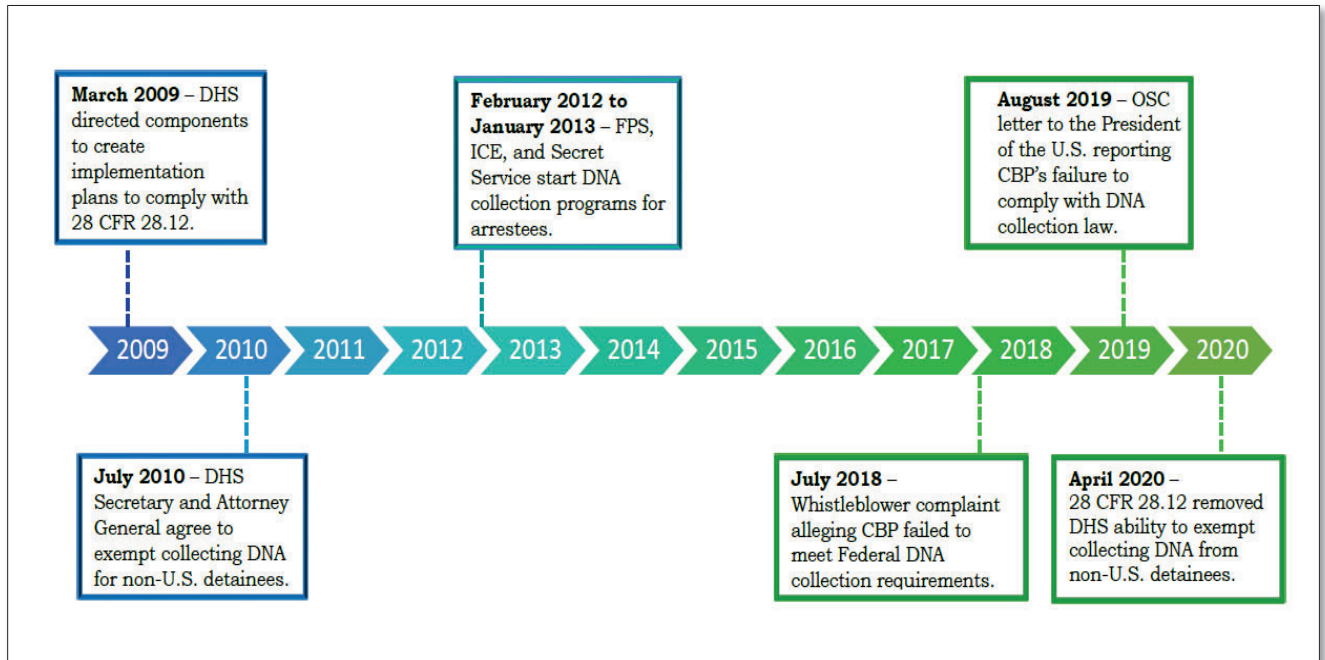 March 2009 – DHS
directed components
to create
implementation
plans to comply with
28 CFR 28.12.
February 2012 to
January 2013 – FPS,
ICE, and Secret
Service start DNA
collection programs for
arrestees.
August 2019 – OSC
letter to the President
of the U.S. reporting
CBP's failure to
comply with DNA
collection law.
2009 2010 2011 2012 2013 2014 2015 2016 2017 2018 2019 2020
July 2010 – DHS
Secretary and Attorney
General agree to
exempt collecting DNA
for non-U.S. detainees.
July 2018 –
Whistleblower complaint
alleging CBP failed to
meet Federal DNA
collection requirements.
April 2020 –
28 CFR 28.12 removed
DHS ability to exempt
collecting DNA from
non-U.S. detainees.